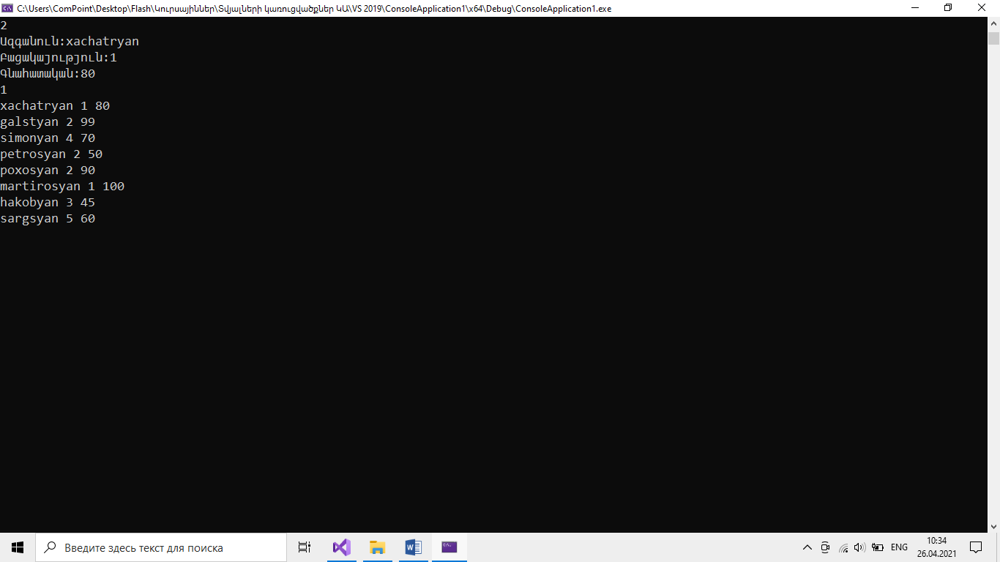 C:\Users\ComPoint\Desktop\Flash\Կուրսայիններ\Տվյալների կառուցվածքներ ԿԱ\VS 2019\ConsoleApplication1\x64\Debug\ConsoleApplication1.exe
2
Ազգանուն:xachatryan
Բացակայություն:1
Գնահատական:80
1
xachatryan 1 80
galstyan 2 99
simonyan 4 70
petrosyan 2 50
poxosyan 2 90
martirosyan 1 100
hakobyan 3 45
sargsyan 5 60
Введите здесь текст для поиска
ENG
10:34
26.04.2021